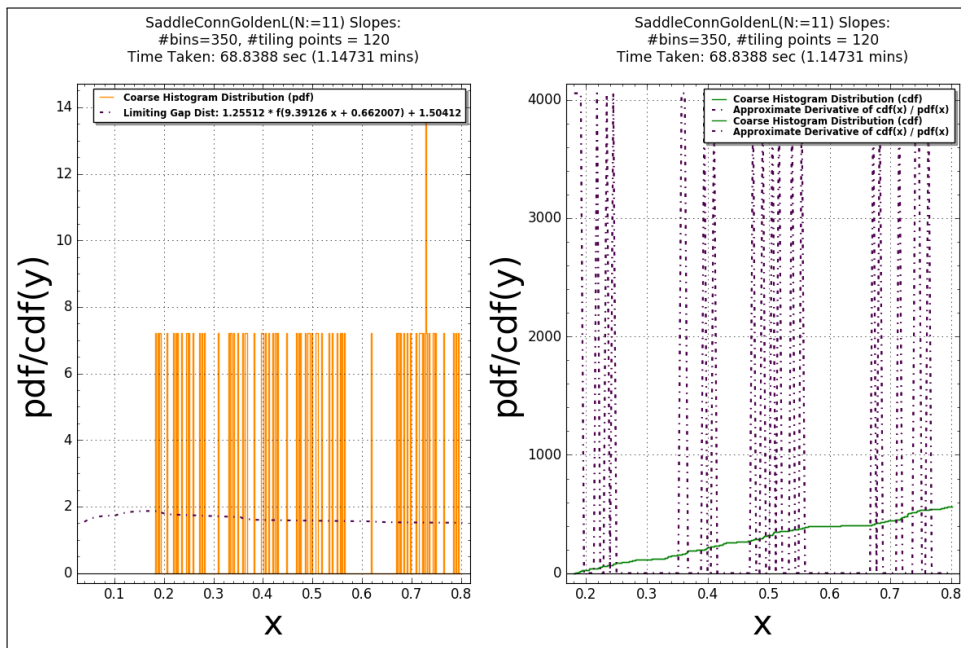 SaddleConnGoldenL(N:=11) Slopes:
#bins=350, #tiling points = 120
Time Taken: 68.8388 sec (1.14731 mins)
Coarse Histogram Distribution (pdf)
Limiting Gap Dist: 1.25512 * f(9.39126 x + 0.662007) + 1.50412
14
12
10
8
6
4
2
0
pdf/cdf(y)
0.1 0.2 0.3 0.4 0.5 0.6 0.7 0.8
x
SaddleConnGoldenL(N:=11) Slopes:
#bins=350, #tiling points = 120
Time Taken: 68.8388 sec (1.14731 mins)
Coarse Histogram Distribution (cdf)
Approximate Derivative of cdf(x) / pdf(x)
Coarse Histogram Distribution (cdf)
Approximate Derivative of cdf(x) / pdf(x)
4000
3000
2000
1000
0
pdf/cdf(y)
0.2 0.3 0.4 0.5 0.6 0.7 0.8
x